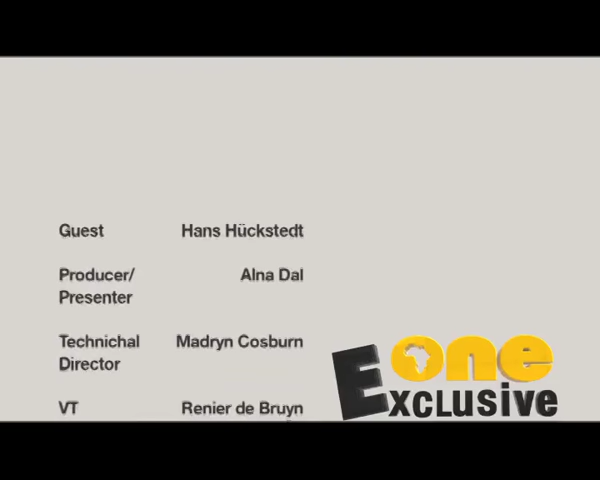 Guest Hans Hückstedt
Producer/ Alna Dal
Presenter
Technichal Madryn Cosburn
Director
VT Renier de Bruyn
one
Exclusive